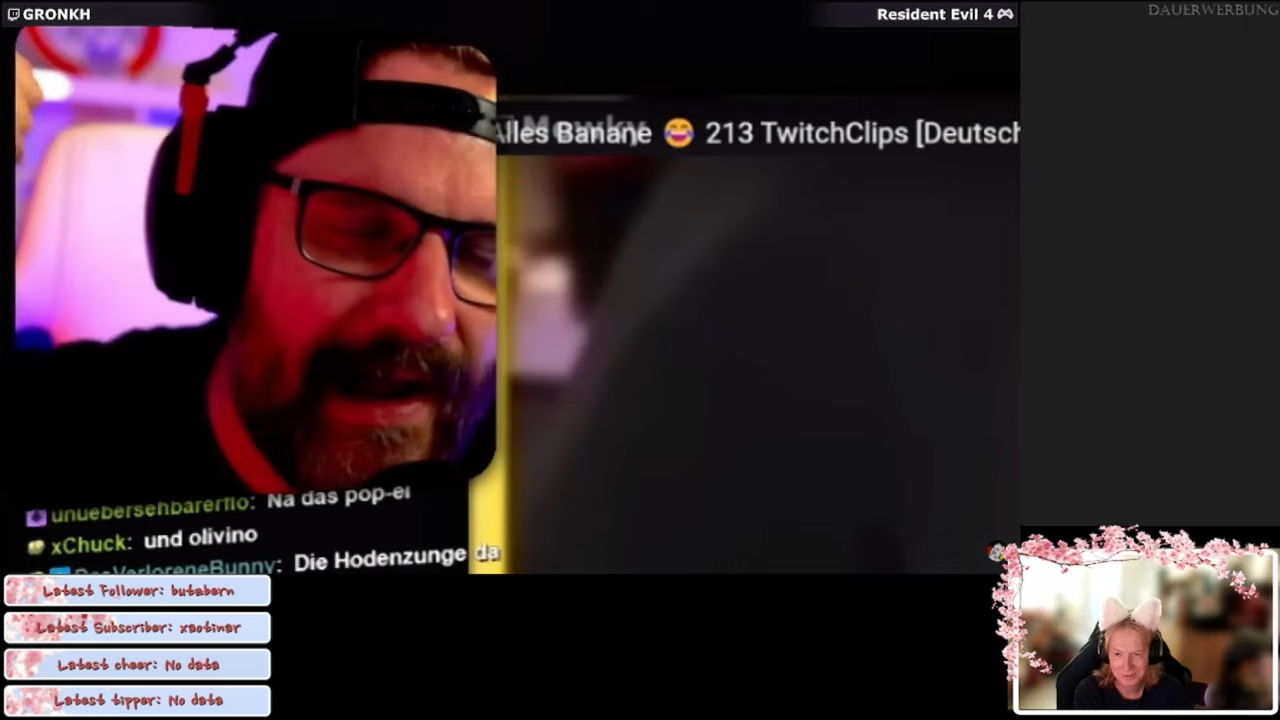 GRONKH
Resident Evil 4
DAUERWERBUNG
Alles Banane 😂 213 TwitchClips [Deutsch
unuebersehbarerflo: Na das pop-ei
xChuck: und olivino
DasVerloreneBunny: Die Hodenzunge da
Latest Follower: butabern
Latest Subscriber: xaotinar
Latest cheer: No data
Latest tipper: No data